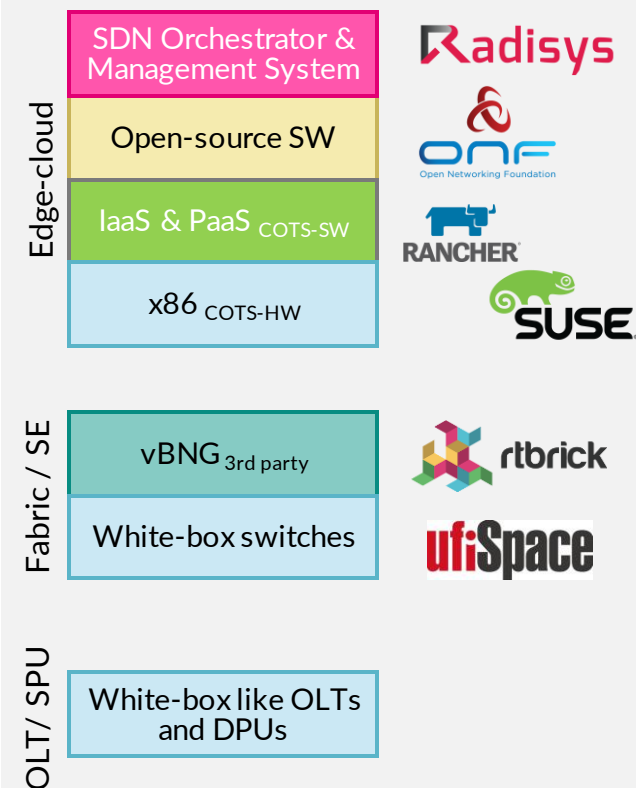 SDN Orchestrator &
Management System
Radisys
Edge-cloud
Open-source SW
ONF
Open Networking Foundation
IaaS & PaaS COTS-SW
RANCHER®
x86 COTS-HW
SUSE.
Fabric / SE
vBNG 3rd party
rtbrick
White-box switches
ufiSpace
OLT/ SPU
White-box like OLTs
and DPUs